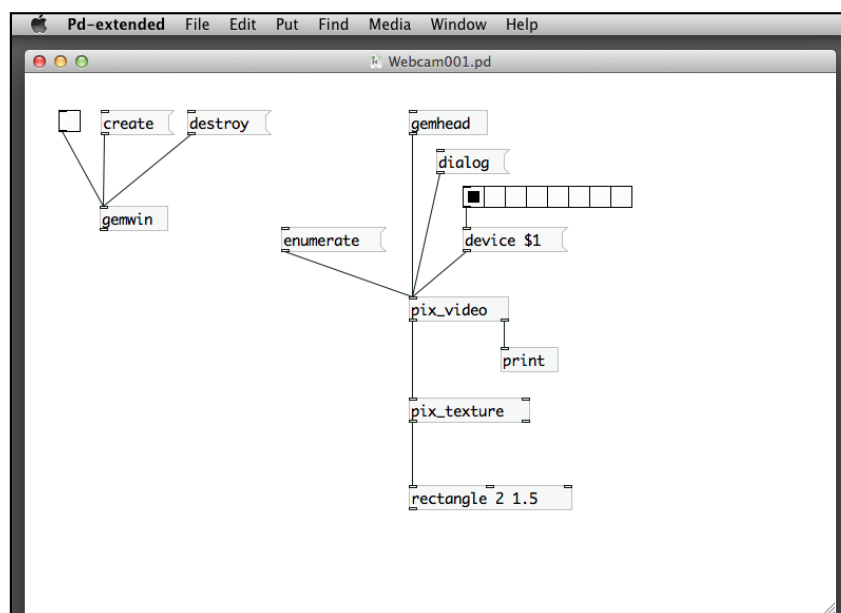 Pd-extended File Edit Put Find Media Window Help
Webcam001.pd
create destroy gemhead
dialog
gemwin
enumerate device $1
pix_video
print
pix_texture
rectangle 2 1.5